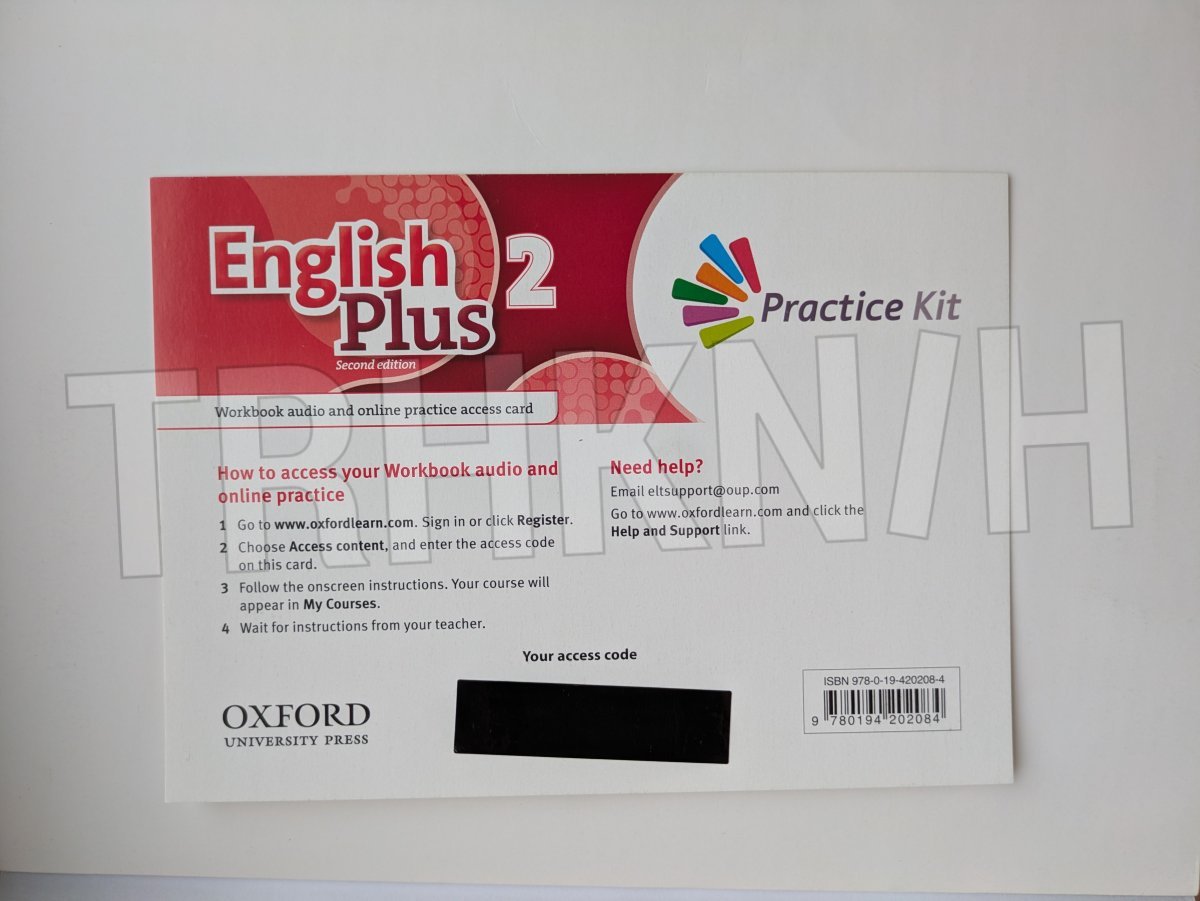 English
Plus
2
Second edition
Practice Kit
Workbook audio and online practice access card
How to access your Workbook audio and
online practice
1 Go to www.oxfordlearn.com. Sign in or click Register.
2 Choose Access content, and enter the access code
on this card.
3 Follow the onscreen instructions. Your course will
appear in My Courses.
4 Wait for instructions from your teacher.
Need help?
Email eltsupport@oup.com
Go to www.oxfordlearn.com and click the
Help and Support link.
Your access code
OXFORD
UNIVERSITY PRESS
ISBN 978-0-19-420208-4
9 780194 202084
TRHKN/H